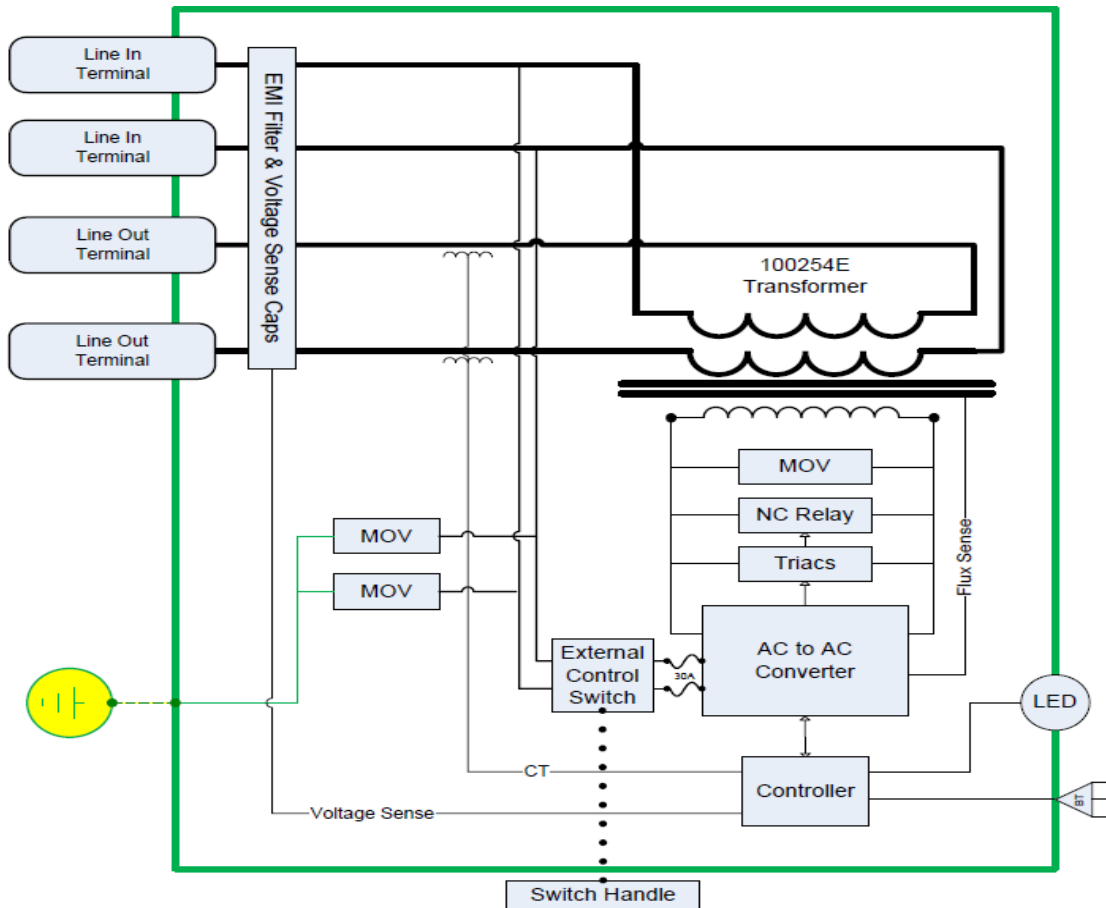 Line In
Terminal
Line In
Terminal
Line Out
Terminal
Line Out
Terminal
EMI Filter & Voltage Sense Caps
100254E
Transformer
MOV
NC Relay
Triacs
Flux Sense
MOV
MOV
External
Control
Switch
30A
AC to AC
Converter
LED
CT
Controller
BT
Voltage Sense
Switch Handle